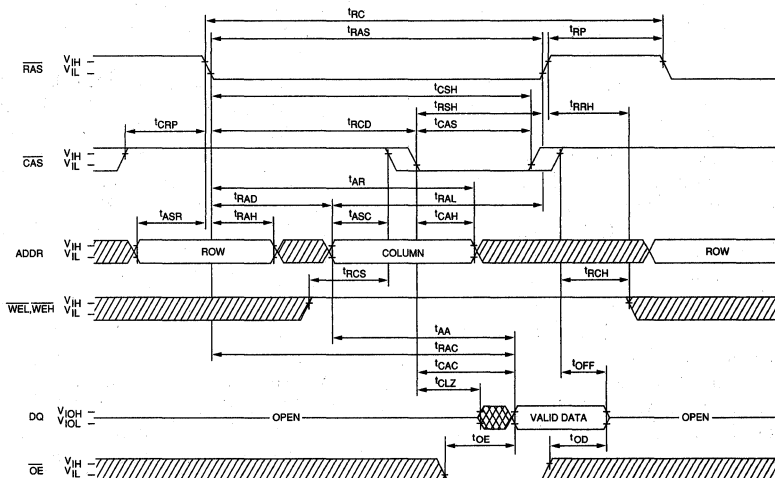 tRC
tRAS
tRP
RAS VIH VIL
tCSH
tRSH
tRRH
tCRP
tRCD
tCAS
CAS VIH VIL
tAR
tRAD
tRAL
tASR
tRAH
tASC
tCAH
ADDR VIH VIL
ROW
COLUMN
ROW
tRCS
tRCH
WEL,WEH VIH VIL
tAA
tRAC
tCAC
tOFF
tCLZ
DQ VIOH VIOL
OPEN
VALID DATA
OPEN
tOE
tOD
OE VIH VIL